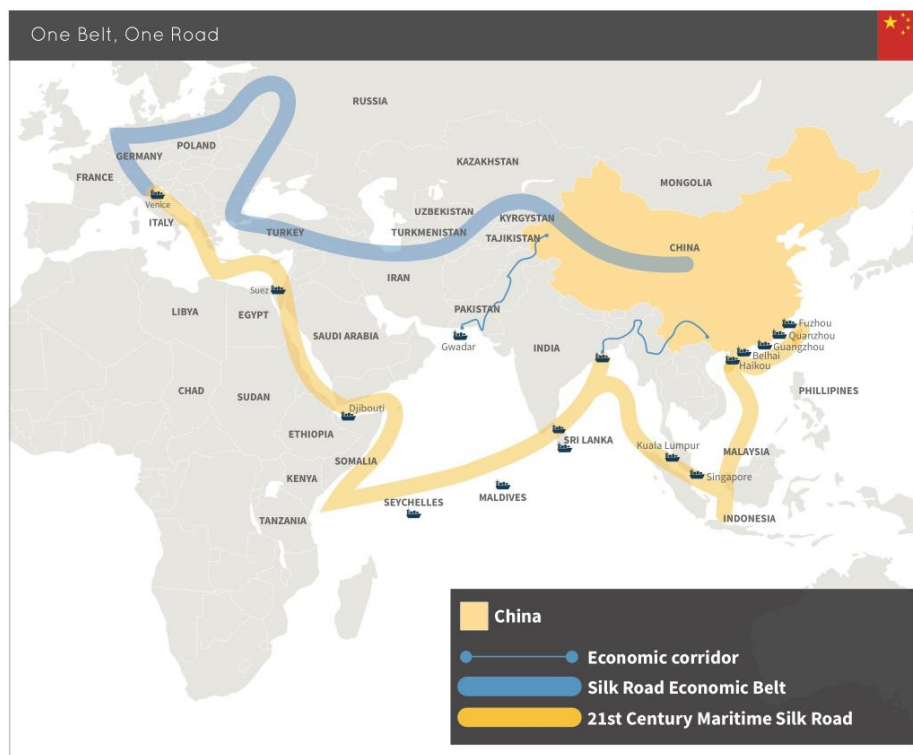 One Belt, One Road
RUSSIA
POLAND
GERMANY
FRANCE
KAZAKHSTAN
MONGOLIA
Venice
ITALY
UZBEKISTAN
KYRGYSTAN
TURKEY
TURKMENISTAN
TAJIKISTAN
CHINA
IRAN
Suez
LIBYA
EGYPT
PAKISTAN
SAUDI ARABIA
Gwadar
INDIA
Fuzhou
Quanzhou
Guangzhou
Belhai
Haikou
CHAD
SUDAN
PHILLIPINES
Djibouti
ETHIOPIA
SRI LANKA
Kuala Lumpur
MALAYSIA
SOMALIA
KENYA
Singapore
SEYCHELLES
MALDIVES
TANZANIA
INDONESIA
China
Economic corridor
Silk Road Economic Belt
21st Century Maritime Silk Road